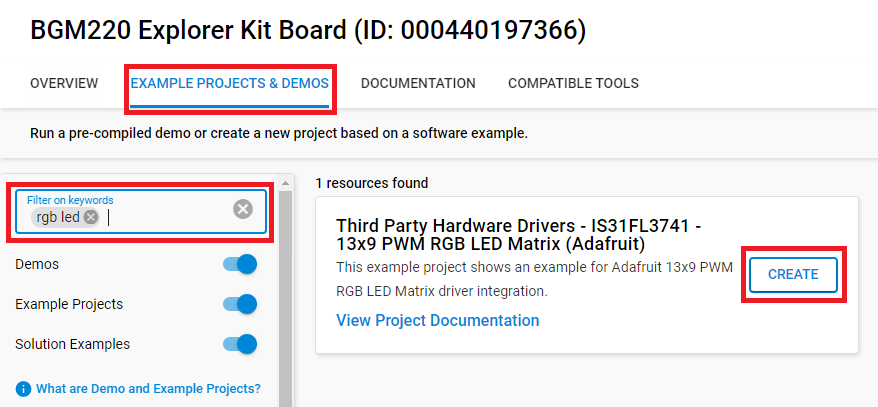 BGM220 Explorer Kit Board (ID: 000440197366)
OVERVIEW EXAMPLE PROJECTS & DEMOS DOCUMENTATION COMPATIBLE TOOLS
Run a pre-compiled demo or create a new project based on a software example.
Filter on keywords
rgb led
Demos
Example Projects
Solution Examples
What are Demo and Example Projects?
1 resources found
Third Party Hardware Drivers - IS31FL3741 -
13x9 PWM RGB LED Matrix (Adafruit)
This example project shows an example for Adafruit 13x9 PWM
RGB LED Matrix driver integration.
View Project Documentation
CREATE